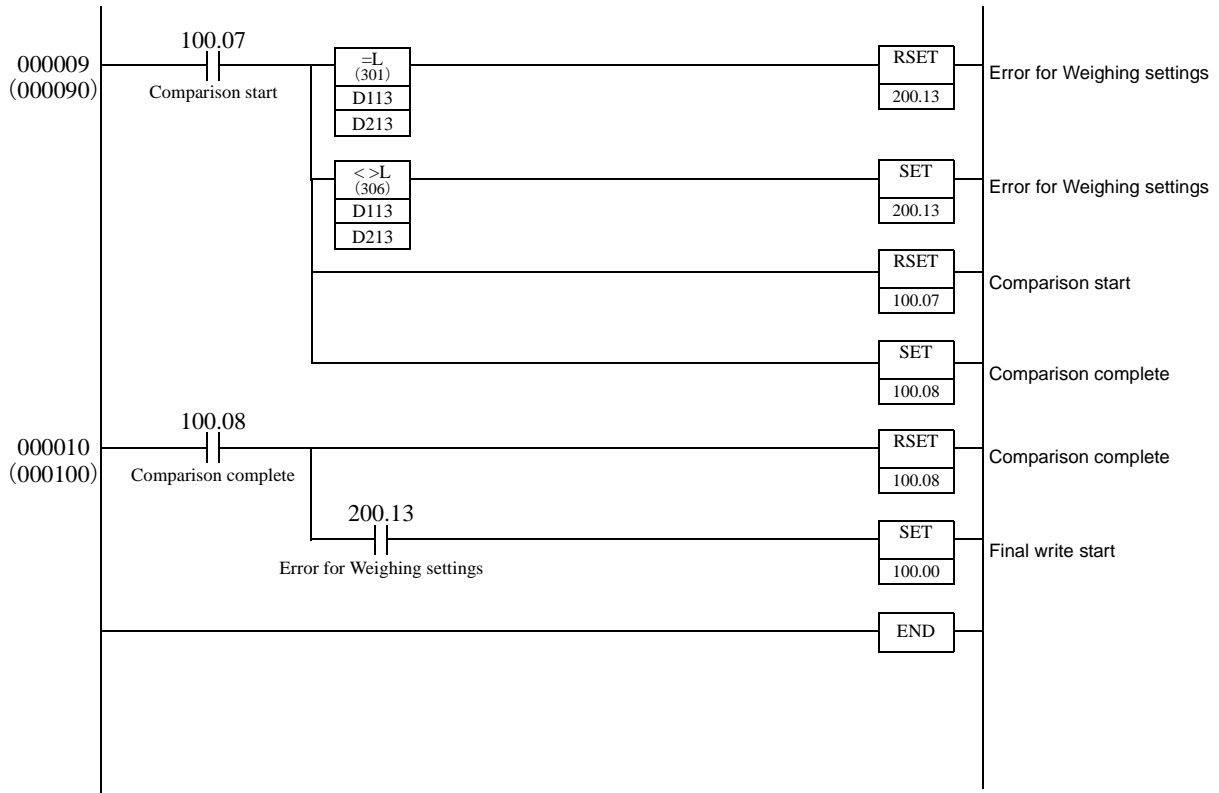 100.07
000009
(000090)
Comparison start
=L
(301)
D113
D213
RSET
200.13
Error for Weighing settings
< >L
(306)
D113
D213
SET
200.13
Error for Weighing settings
RSET
100.07
Comparison start
SET
100.08
Comparison complete
100.08
000010
(000100)
Comparison complete
RSET
100.08
Comparison complete
200.13
Error for Weighing settings
SET
100.00
Final write start
END